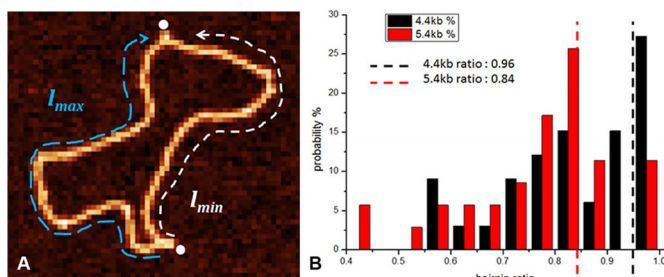 l_max
l_min
A
4.4kb %
5.4kb %
4.4kb ratio : 0.96
5.4kb ratio : 0.84
probability %
30
25
20
15
10
5
0
0.4 0.5 0.6 0.7 0.8 0.9 1.0
B
ratio